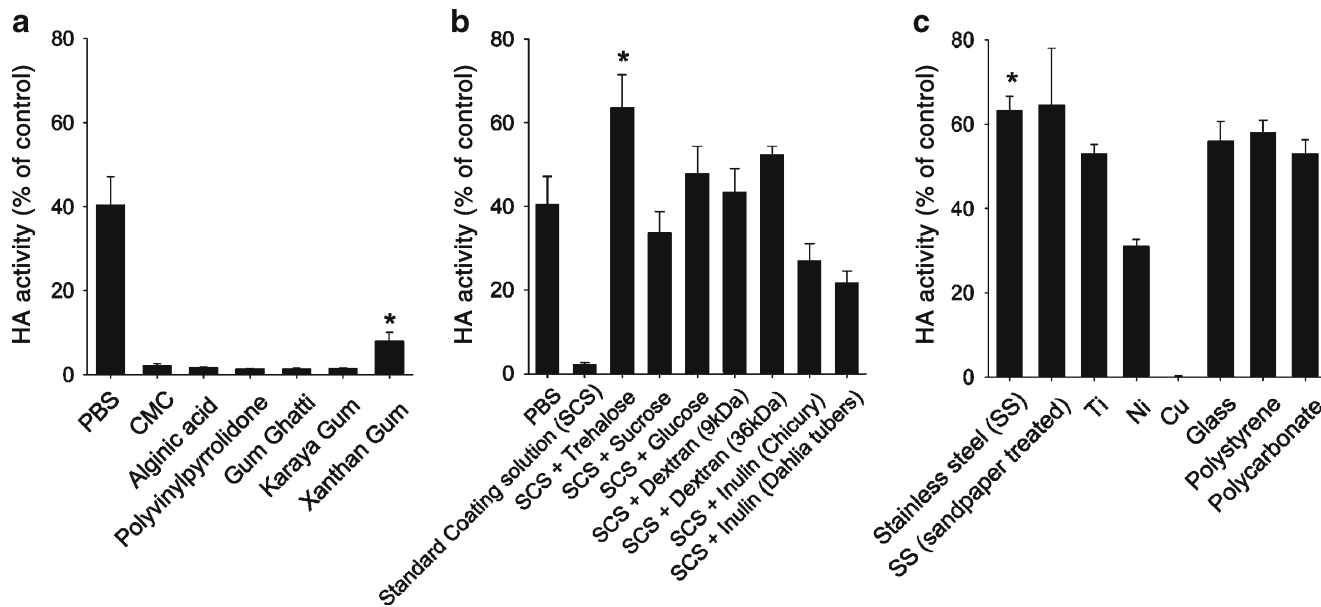 a
HA activity (% of control)
80
60
40
20
0
*
PBS
CMC
Alginic acid
Polyvinylpyrrolidone
Gum Ghatti
Karaya Gum
Xanthan Gum
b
HA activity (% of control)
80
60
40
20
0
*
PBS
Standard Coating solution (SCS)
SCS + Trehalose
SCS + Sucrose
SCS + Glucose
SCS + Dextran (9kDa)
SCS + Dextran (36kDa)
SCS + Inulin (Chicury)
SCS + Inulin (Dahlia tubers)
c
HA activity (% of control)
80
60
40
20
0
*
Stainless steel (SS)
SS (sandpaper treated)
Ti
Ni
Cu
Glass
Polystyrene
Polycarbonate